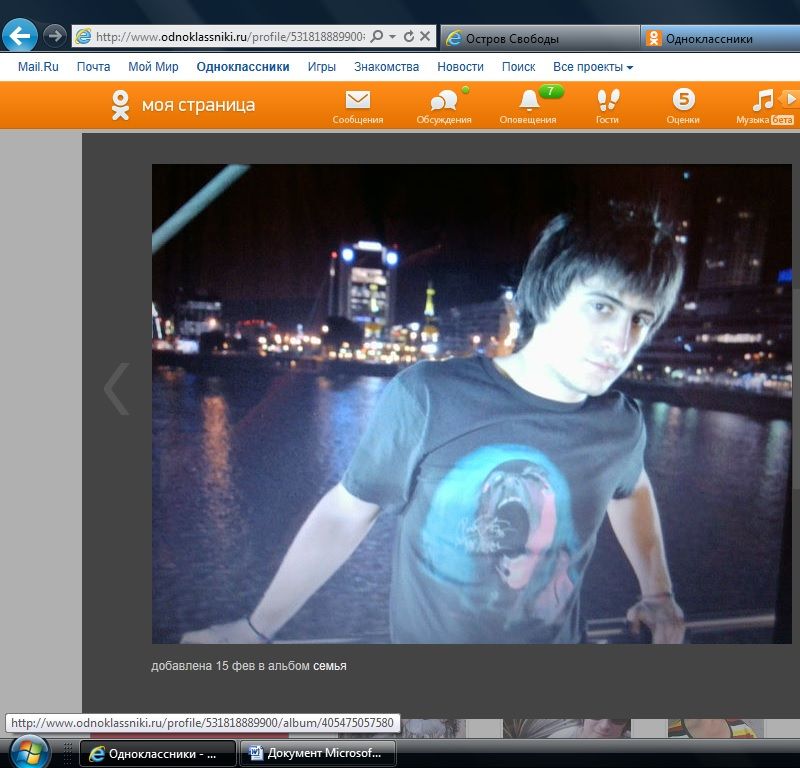 http://www.odnoklassniki.ru/profile/531818889900
Остров Свободы
Одноклассники
Mail.Ru Почта Мой Мир Одноклассники Игры Знакомства Новости Поиск Все проекты
моя страница
7
5
Сообщения Обсуждения Оповещения Гости Оценки Музыка бета
добавлена 15 фев в альбом семья
http://www.odnoklassniki.ru/profile/531818889900/album/405475057580
Одноклассники - ...
Документ Microsof...